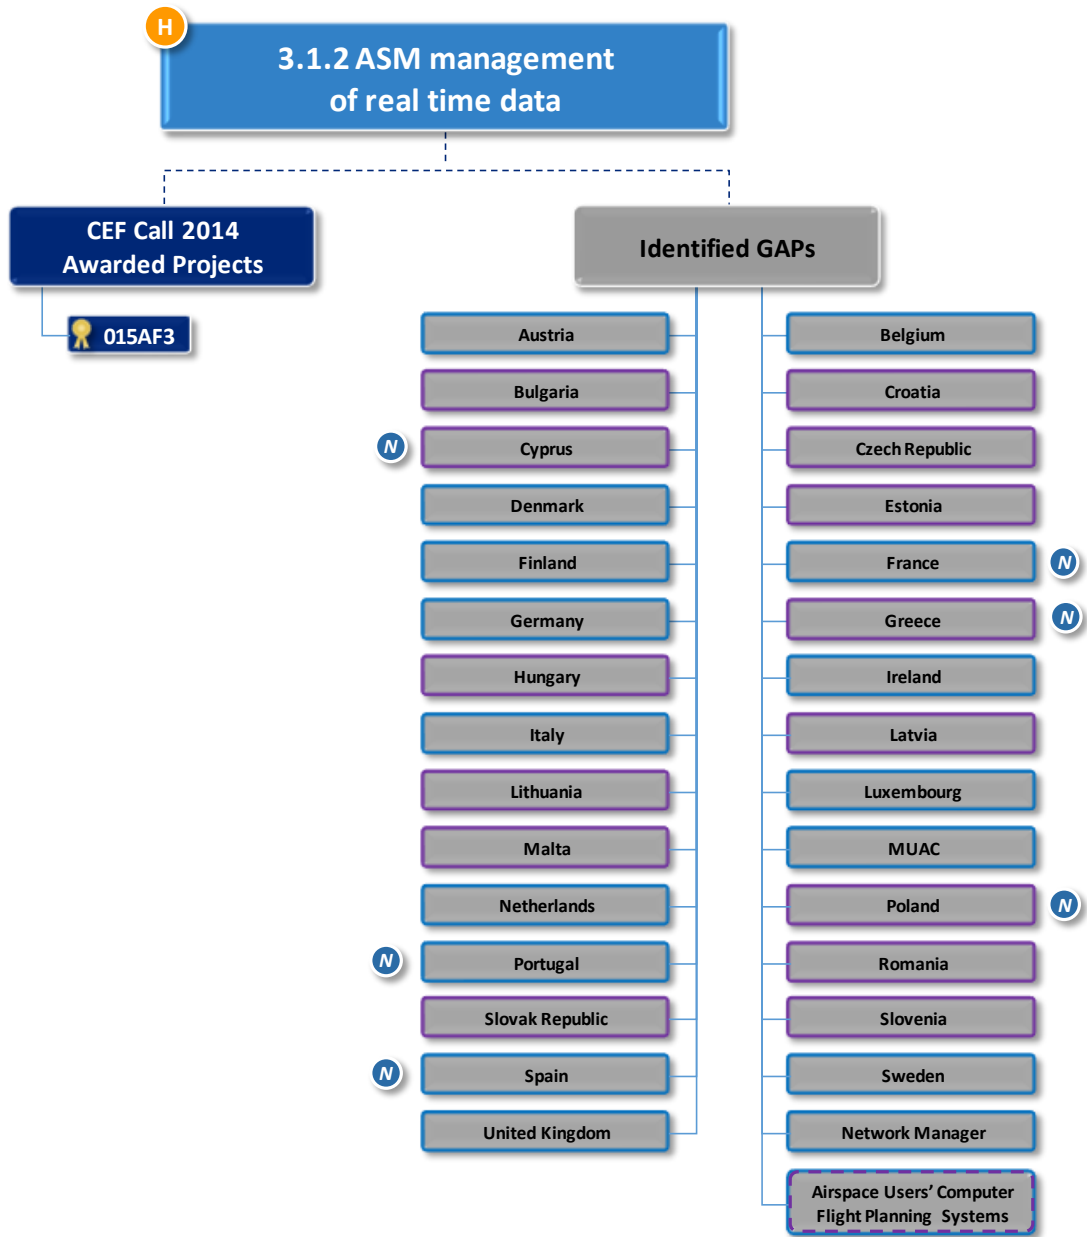 H
3.1.2 ASM management
of real time data
CEF Call 2014
Awarded Projects
015AF3
Identified GAPs
Austria
Belgium
Bulgaria
Croatia
N
Cyprus
Czech Republic
Denmark
Estonia
Finland
France
N
Germany
Greece
N
Hungary
Ireland
Italy
Latvia
Lithuania
Luxembourg
Malta
MUAC
Netherlands
Poland
N
N
Portugal
Romania
Slovak Republic
Slovenia
N
Spain
Sweden
United Kingdom
Network Manager
Airspace Users’ Computer
Flight Planning Systems